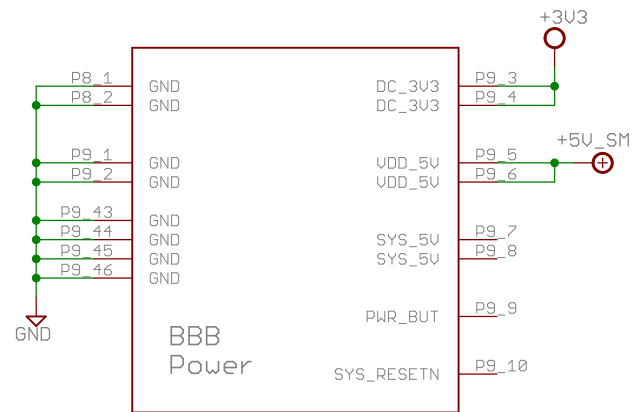 +3V3
P8_1 GND DC_3V3 P9_3
P8_2 GND DC_3V3 P9_4
+5V_SM
P9_1 GND VDD_5V P9_5
P9_2 GND VDD_5V P9_6
P9_43 GND
P9_44 GND SYS_5V P9_7
P9_45 GND SYS_5V P9_8
P9_46 GND
PWR_BUT P9_9
GND
BBB
Power
SYS_RESETN P9_10